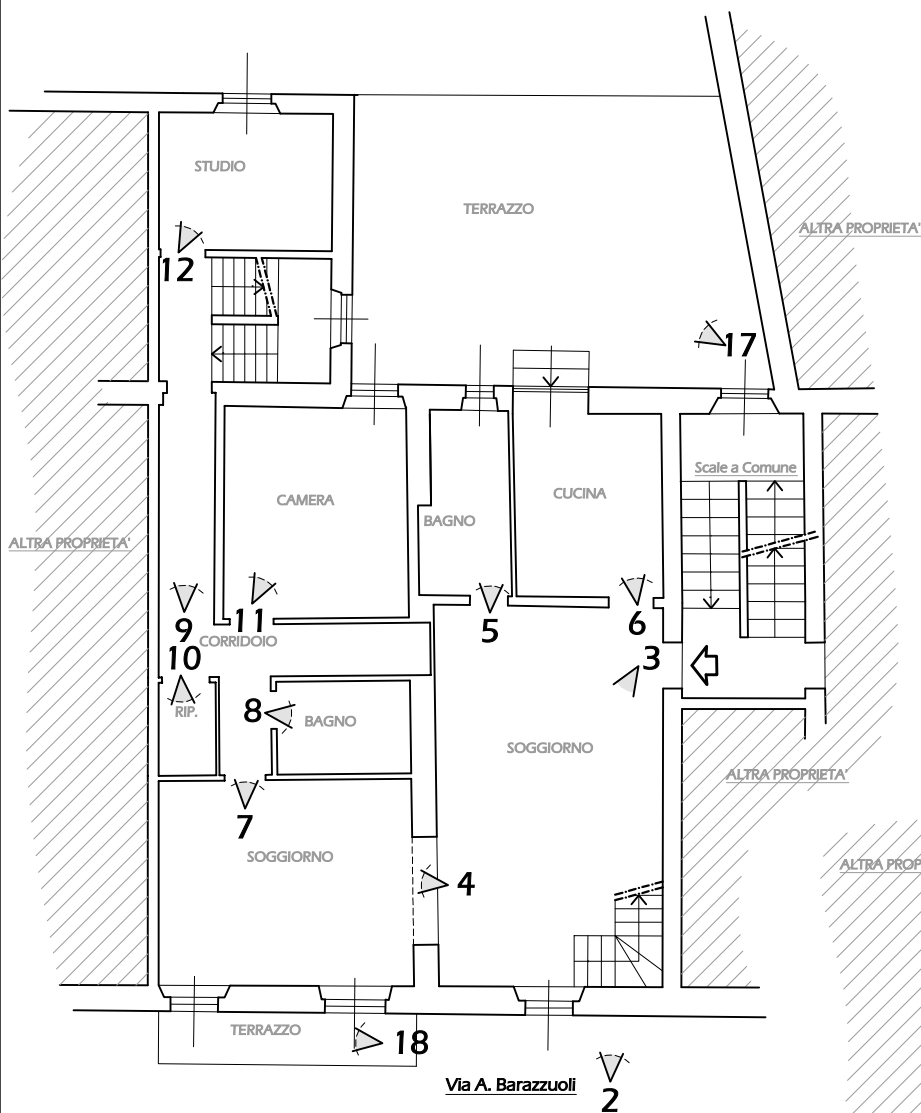 STUDIO
TERRAZZO
ALTRA PROPRIETA'
12
17
Scale a Comune
CAMERA
CUCINA
BAGNO
ALTRA PROPRIETA'
9
11
5
6
CORRIDOIO
10
3
RIP.
8
BAGNO
SOGGIORNO
ALTRA PROPRIETA'
7
SOGGIORNO
4
ALTRA PROP
TERRAZZO
18
Via A. Barazzuoli
2